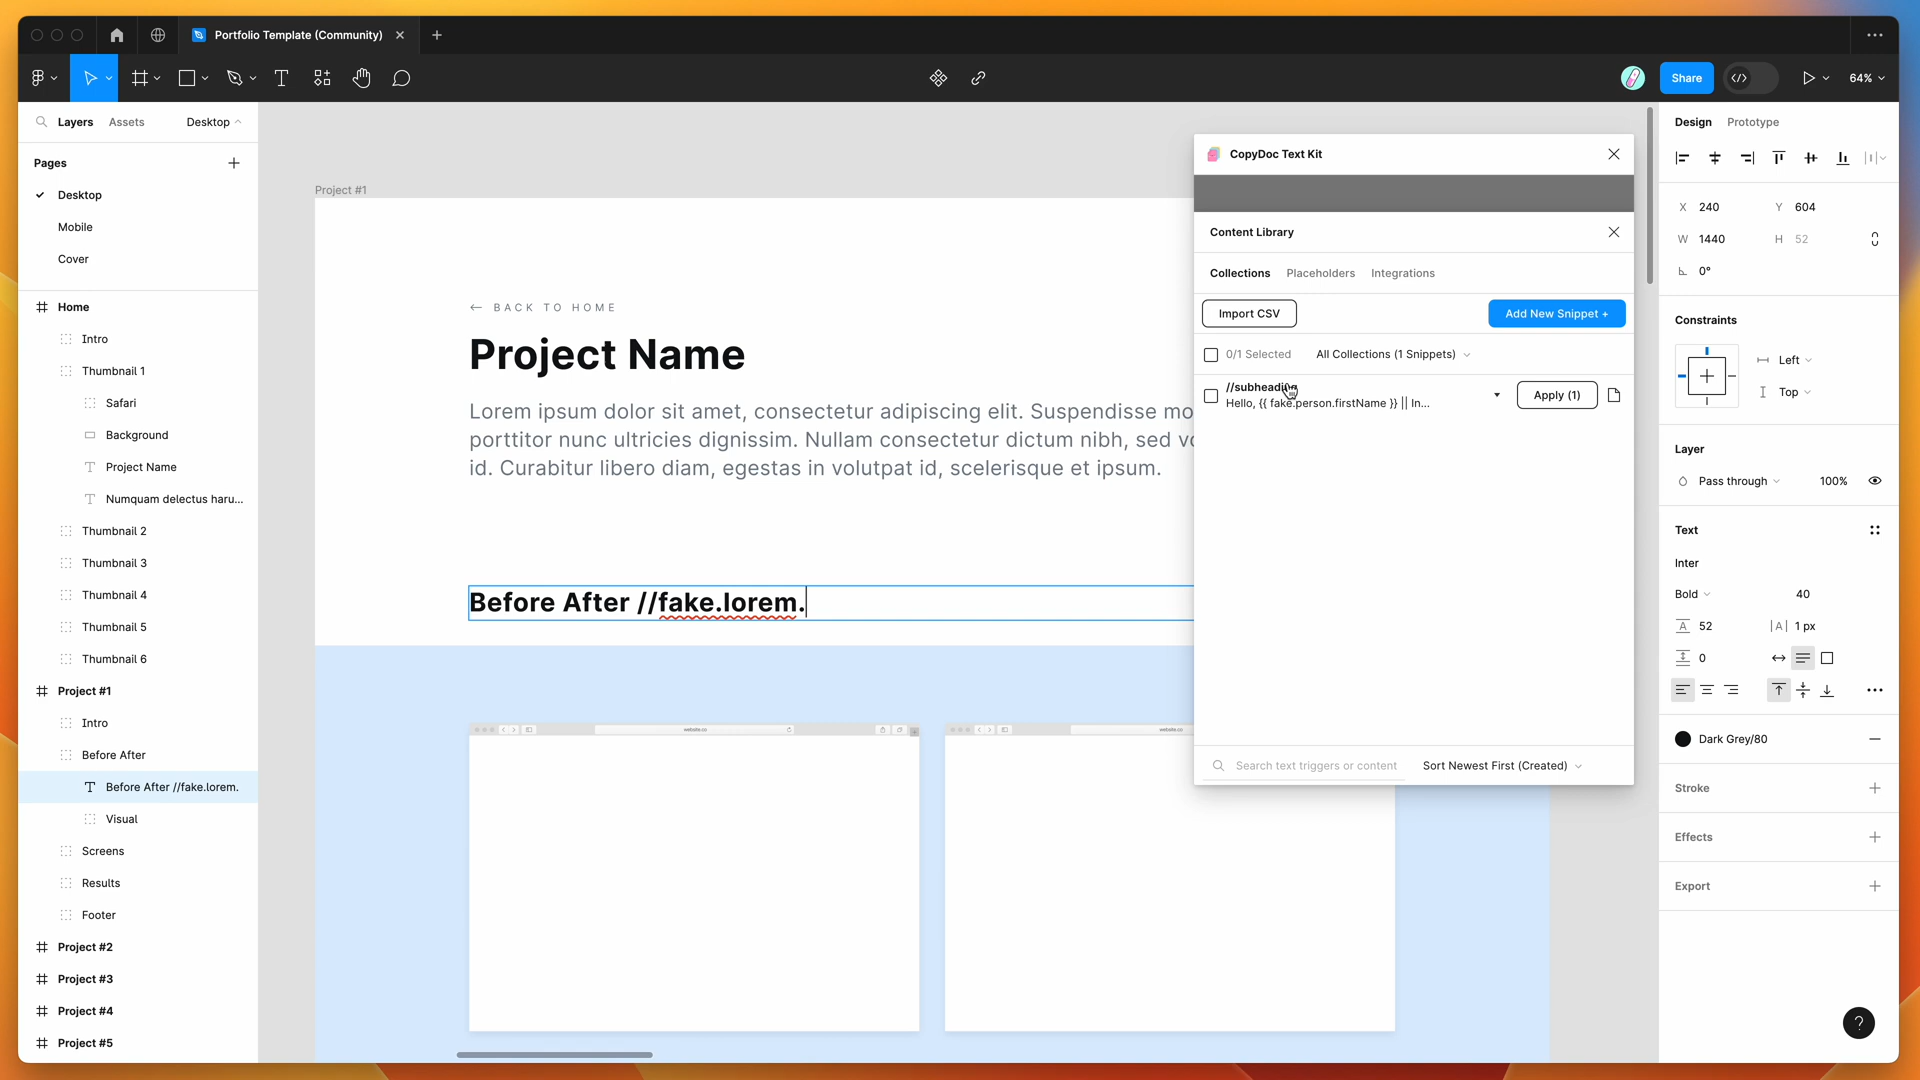 Portfolio Template (Community)
Share
64%
Layers
Assets
Desktop
Pages
Desktop
Mobile
Cover
Home
Intro
Thumbnail 1
Safari
Background
Project Name
Numquam delectus haru...
Thumbnail 2
Thumbnail 3
Thumbnail 4
Thumbnail 5
Thumbnail 6
Project #1
Intro
Before After
Before After //fake.lorem.
Visual
Screens
Results
Footer
Project #2
Project #3
Project #4
Project #5
Project #1
← BACK TO HOME
Project Name
Lorem ipsum dolor sit amet, consectetur adipiscing elit. Suspendisse mo
porttitor nunc ultricies dignissim. Nullam consectetur dictum nibh, sed vo
id. Curabitur libero diam, egestas in volutpat id, scelerisque et ipsum.
Before After //fake.lorem.
website.co
website.co
CopyDoc Text Kit
Content Library
Collections
Placeholders
Integrations
Import CSV
Add New Snippet +
0/1 Selected
All Collections (1 Snippets)
//subheading
Hello, {{ fake.person.firstName }} || In...
Apply (1)
Search text triggers or content
Sort Newest First (Created)
Design
Prototype
X 240
Y 604
W 1440
H 52
0°
Constraints
Left
Top
Layer
Pass through
100%
Text
Inter
Bold
40
52
|A| 1 px
0
Dark Grey/80
Stroke
Effects
Export
?